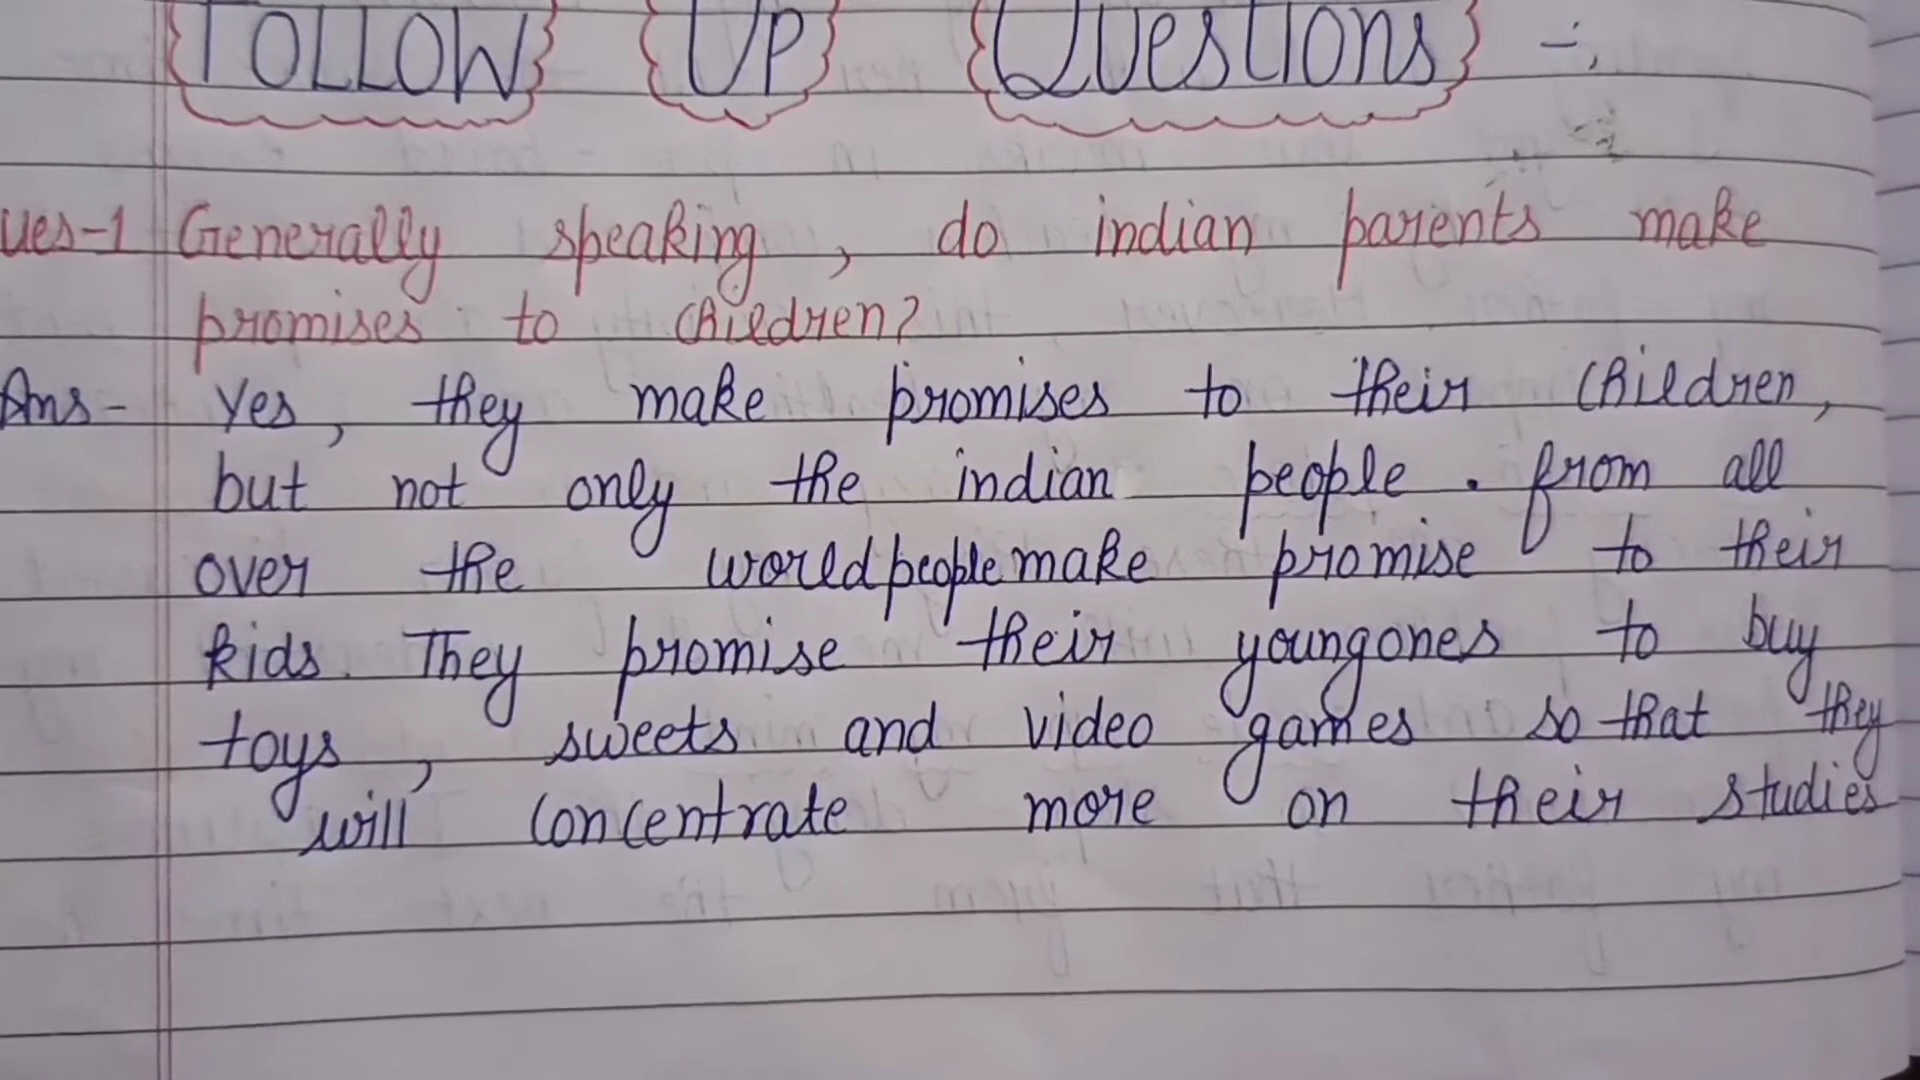 FOLLOW UP Questions :-
ues-1 Generally speaking, do indian parents make
promises to children?
Ans- Yes, they make promises to their children,
but not only the indian people. from all
over the world people make promise to their
kids. They promise their youngones to buy
toys, sweets and video games so that they
will concentrate more on their studies